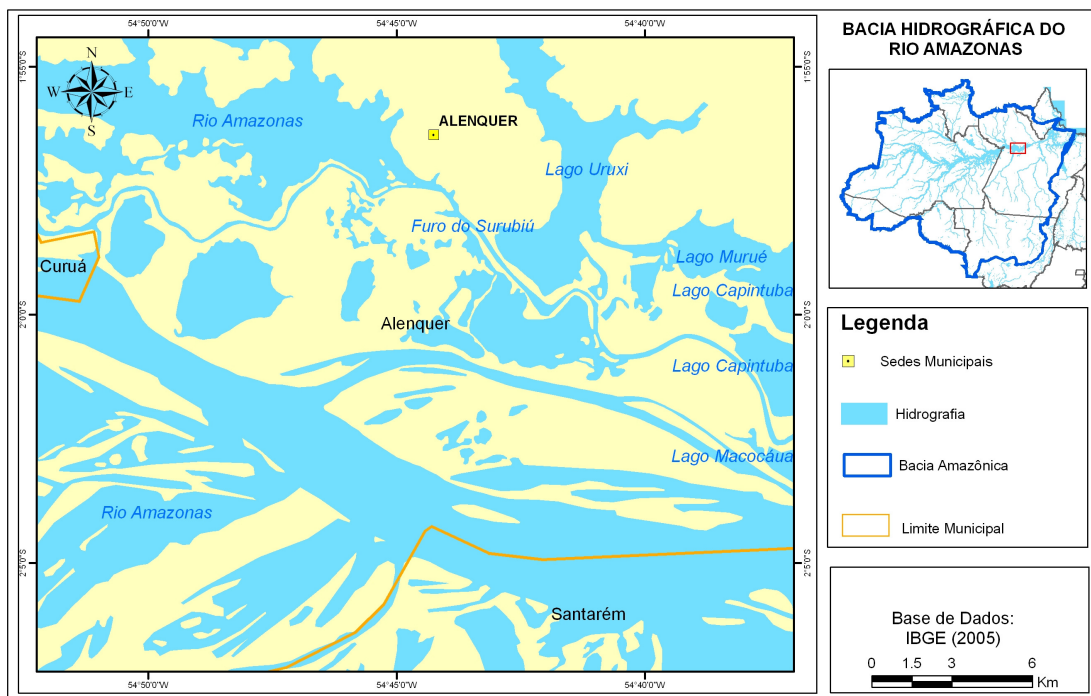 54°50'0"W 54°45'0"W 54°40'0"W
1°55'0"S
1°55'0"S
N
W E
S
Rio Amazonas
ALENQUER
Lago Uruxi
Furo do Surubiú
Curuá
Lago Murué
Lago Capintuba
2°0'0"S
2°0'0"S
Alenquer
Lago Capintuba
Lago Macocáua
Rio Amazonas
2°5'0"S
2°5'0"S
Santarém
54°50'0"W 54°45'0"W 54°40'0"W
BACIA HIDROGRÁFICA DO
RIO AMAZONAS
Legenda
Sedes Municipais
Hidrografia
Bacia Amazônica
Limite Municipal
Base de Dados:
IBGE (2005)
0 1.5 3 6
Km